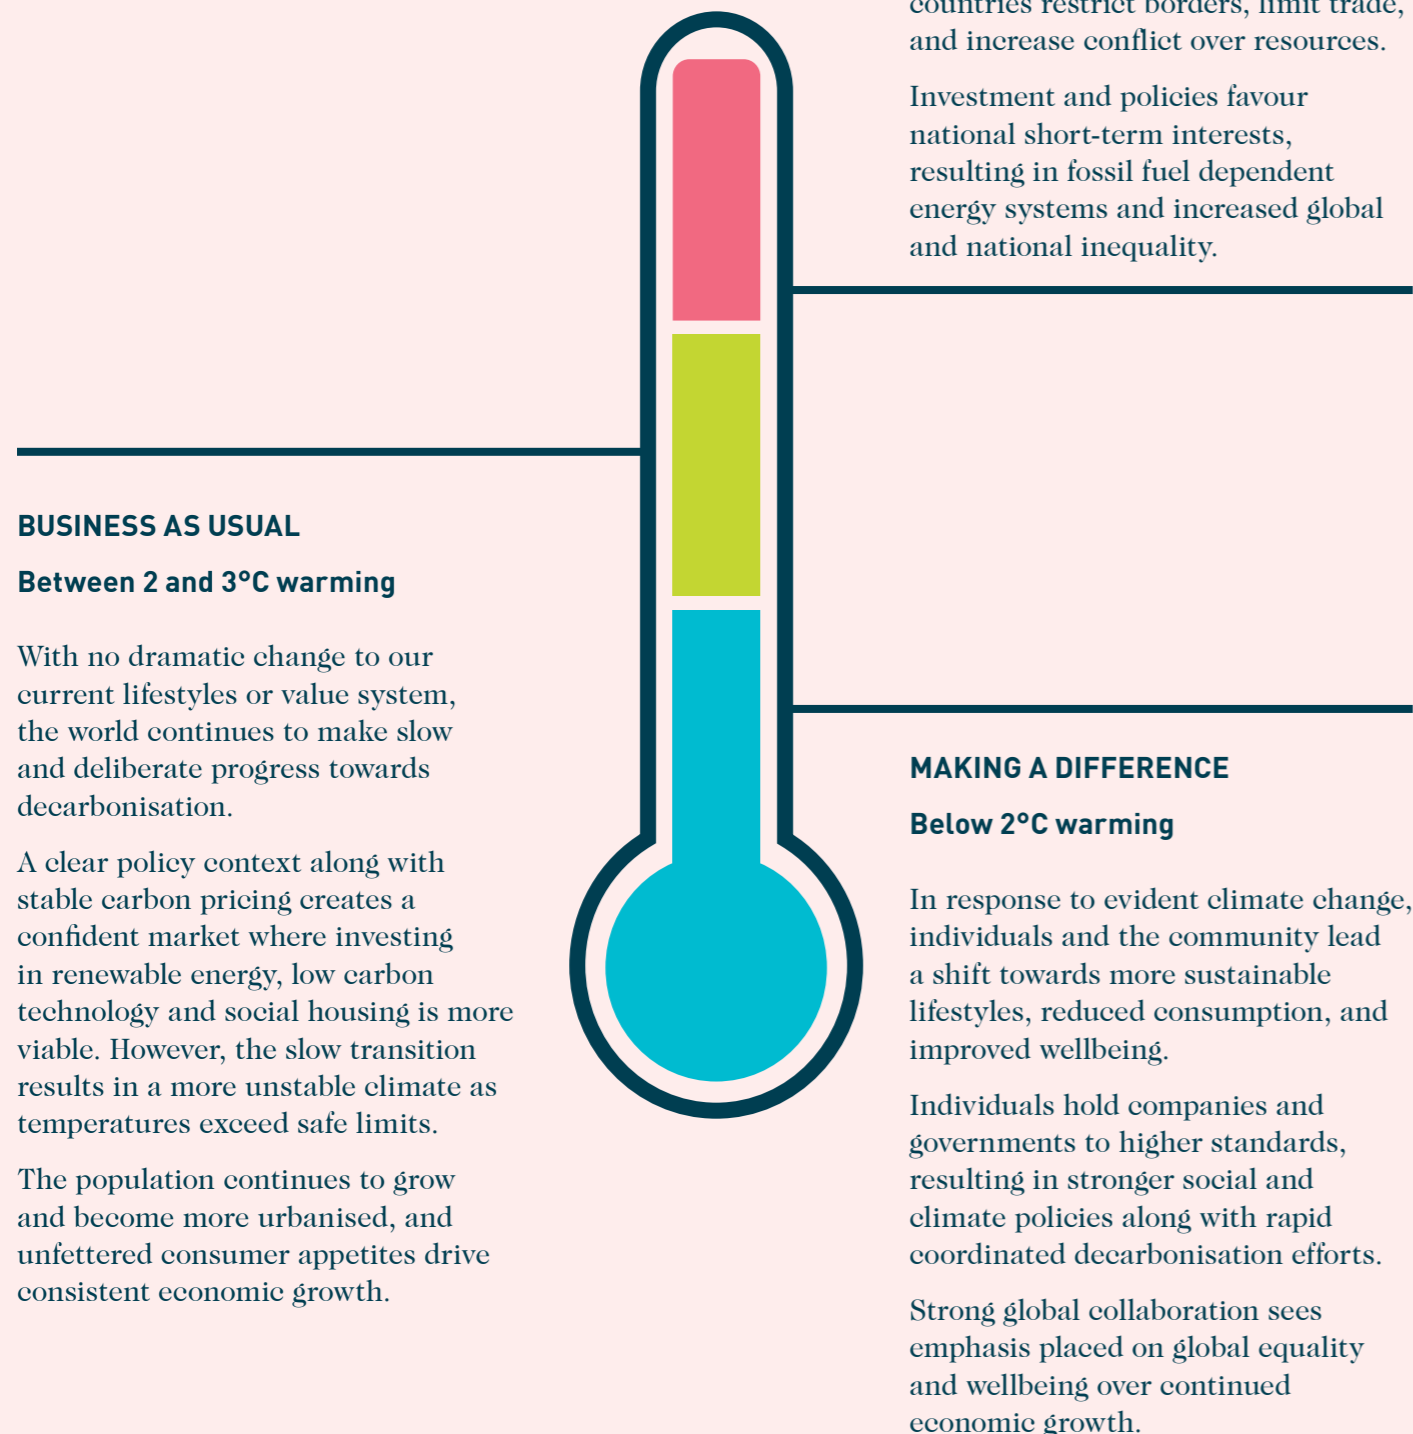 countries restrict borders, limit trade,
and increase conflict over resources.
Investment and policies favour
national short-term interests,
resulting in fossil fuel dependent
energy systems and increased global
and national inequality.
BUSINESS AS USUAL
Between 2 and 3°C warming
With no dramatic change to our
current lifestyles or value system,
the world continues to make slow
and deliberate progress towards
decarbonisation.
A clear policy context along with
stable carbon pricing creates a
confident market where investing
in renewable energy, low carbon
technology and social housing is more
viable. However, the slow transition
results in a more unstable climate as
temperatures exceed safe limits.
The population continues to grow
and become more urbanised, and
unfettered consumer appetites drive
consistent economic growth.
MAKING A DIFFERENCE
Below 2°C warming
In response to evident climate change,
individuals and the community lead
a shift towards more sustainable
lifestyles, reduced consumption, and
improved wellbeing.
Individuals hold companies and
governments to higher standards,
resulting in stronger social and
climate policies along with rapid
coordinated decarbonisation efforts.
Strong global collaboration sees
emphasis placed on global equality
and wellbeing over continued
economic growth.